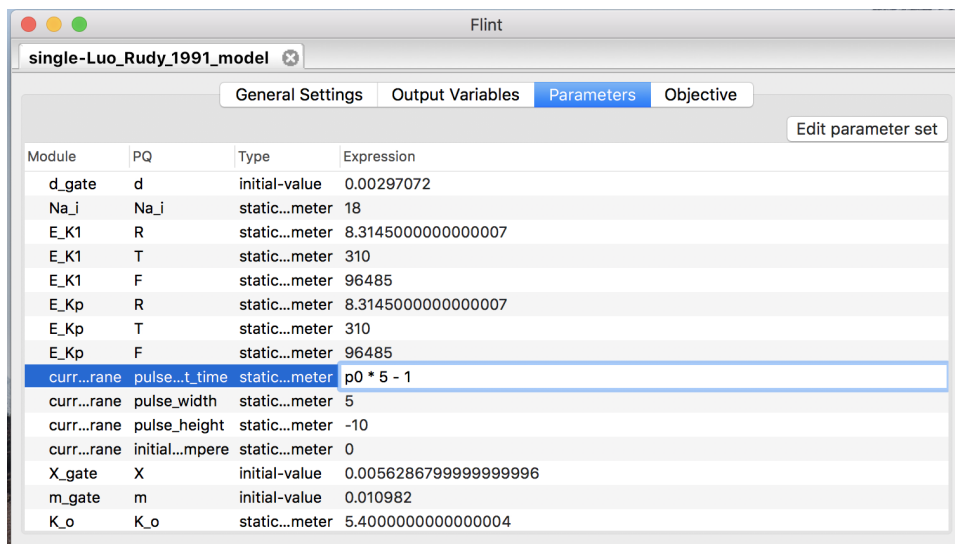 Flint
single-Luo_Rudy_1991_model
General Settings Output Variables Parameters Objective
Edit parameter set
Module PQ Type Expression
d_gate d initial-value 0.00297072
Na_i Na_i static...meter 18
E_K1 R static...meter 8.3145000000000007
E_K1 T static...meter 310
E_K1 F static...meter 96485
E_Kp R static...meter 8.3145000000000007
E_Kp T static...meter 310
E_Kp F static...meter 96485
curr...rane pulse...t_time static...meter p0 * 5 - 1
curr...rane pulse_width static...meter 5
curr...rane pulse_height static...meter -10
curr...rane initial...mpere static...meter 0
X_gate X initial-value 0.0056286799999999996
m_gate m initial-value 0.010982
K_o K_o static...meter 5.4000000000000004